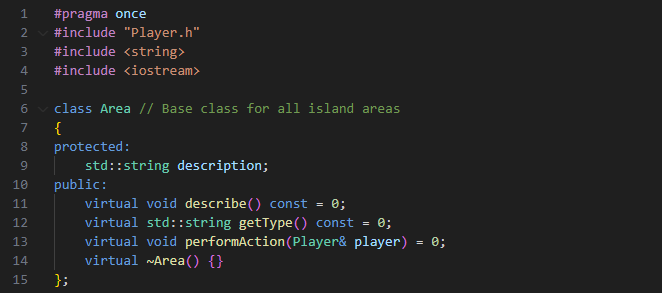 1 #pragma once
2 #include "Player.h"
3 #include <string>
4 #include <iostream>
5
6 class Area // Base class for all island areas
7 {
8 protected:
9     std::string description;
10 public:
11     virtual void describe() const = 0;
12     virtual std::string getType() const = 0;
13     virtual void performAction(Player& player) = 0;
14     virtual ~Area() {}
15 };